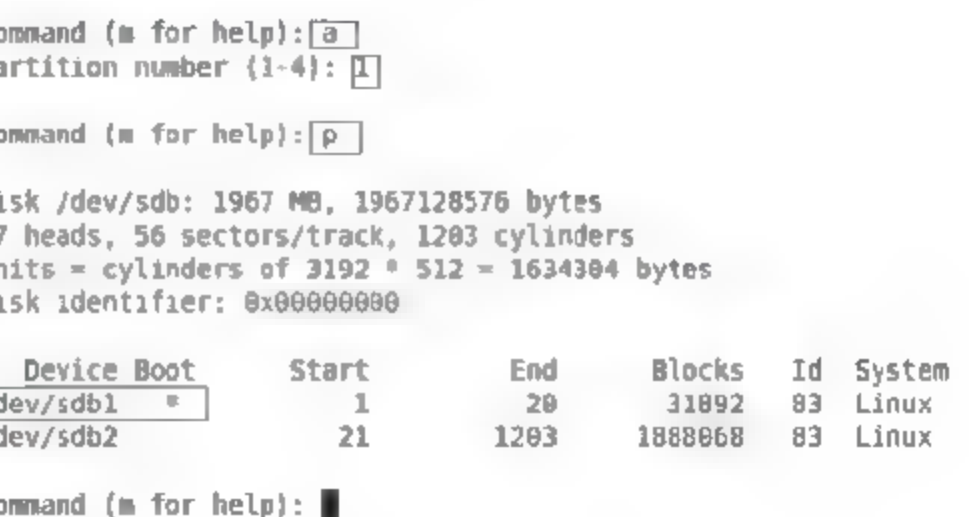 ommand (m for help): a
artition number (1-4): 1
ommand (m for help): p
isk /dev/sdb: 1967 MB, 1967128576 bytes
7 heads, 56 sectors/track, 1203 cylinders
nits = cylinders of 3192 * 512 = 1634304 bytes
isk identifier: 0x00000000
Device Boot Start End Blocks Id System
dev/sdb1 * 1 20 31892 83 Linux
dev/sdb2 21 1203 1888068 83 Linux
ommand (m for help):